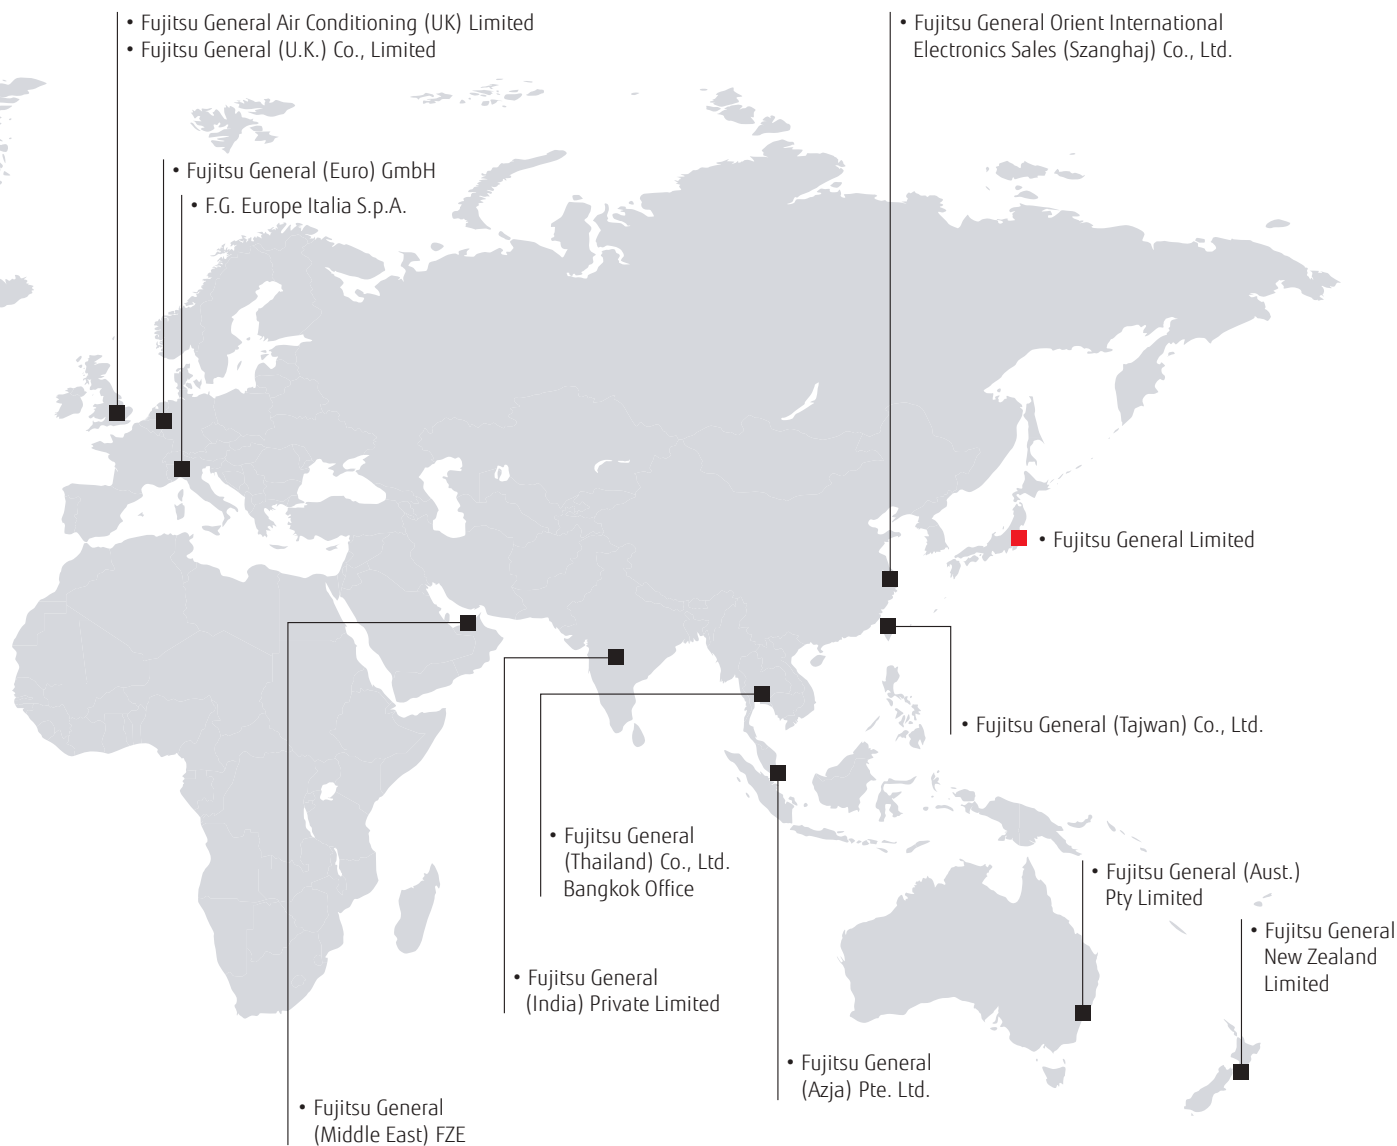 • Fujitsu General Air Conditioning (UK) Limited
• Fujitsu General (U.K.) Co., Limited
• Fujitsu General Orient International
Electronics Sales (Szanghaj) Co., Ltd.
• Fujitsu General (Euro) GmbH
• F.G. Europe Italia S.p.A.
• Fujitsu General Limited
• Fujitsu General (Tajwan) Co., Ltd.
• Fujitsu General
(Thailand) Co., Ltd.
Bangkok Office
• Fujitsu General (Aust.)
Pty Limited
• Fujitsu General
New Zealand
Limited
• Fujitsu General
(India) Private Limited
• Fujitsu General
(Azja) Pte. Ltd.
• Fujitsu General
(Middle East) FZE